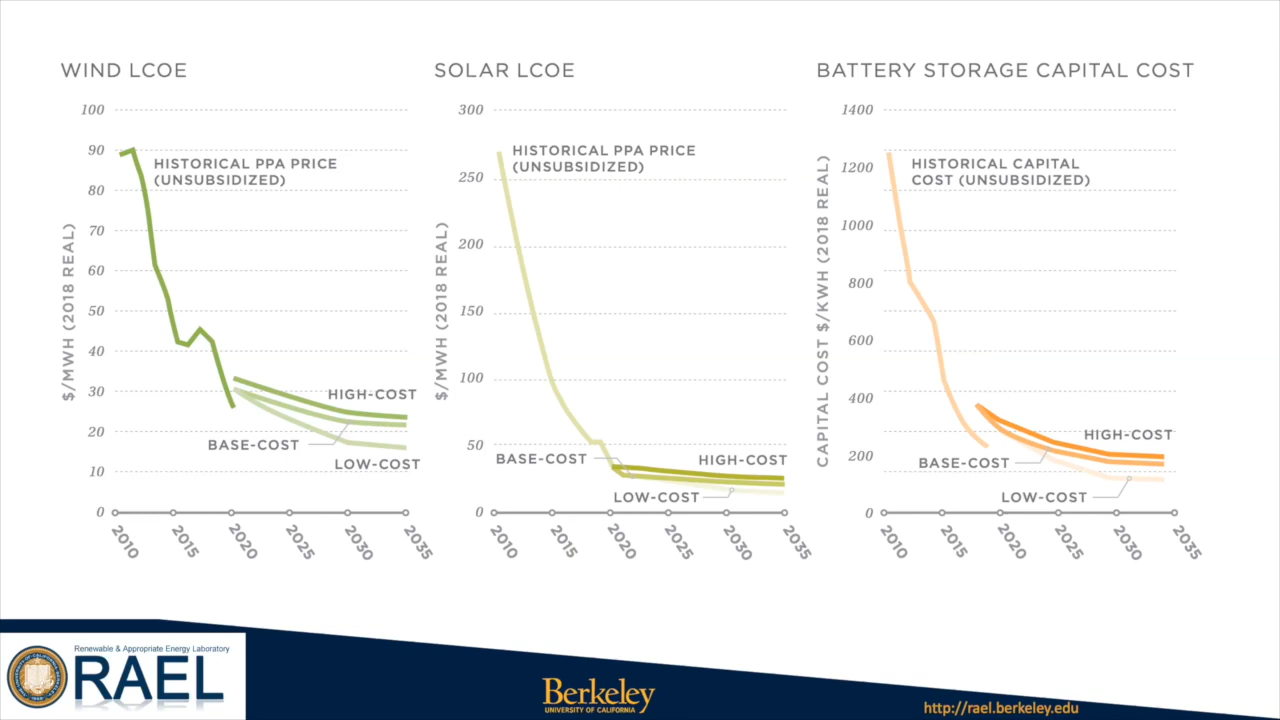 WIND LCOE
100
90
80
70
60
50
40
30
20
10
0
$/MWH (2018 REAL)
HISTORICAL PPA PRICE
(UNSUBSIDIZED)
HIGH-COST
BASE-COST
LOW-COST
2010
2015
2020
2025
2030
2035
SOLAR LCOE
300
250
200
150
100
50
0
$/MWH (2018 REAL)
HISTORICAL PPA PRICE
(UNSUBSIDIZED)
BASE-COST
HIGH-COST
LOW-COST
2010
2015
2020
2025
2030
2035
BATTERY STORAGE CAPITAL COST
1400
1200
1000
800
600
400
200
0
CAPITAL COST $/KWH (2018 REAL)
HISTORICAL CAPITAL
COST (UNSUBSIDIZED)
HIGH-COST
BASE-COST
LOW-COST
2010
2015
2020
2025
2030
2035
Renewable & Appropriate Energy Laboratory
RAEL
Berkeley
UNIVERSITY OF CALIFORNIA
http://rael.berkeley.edu